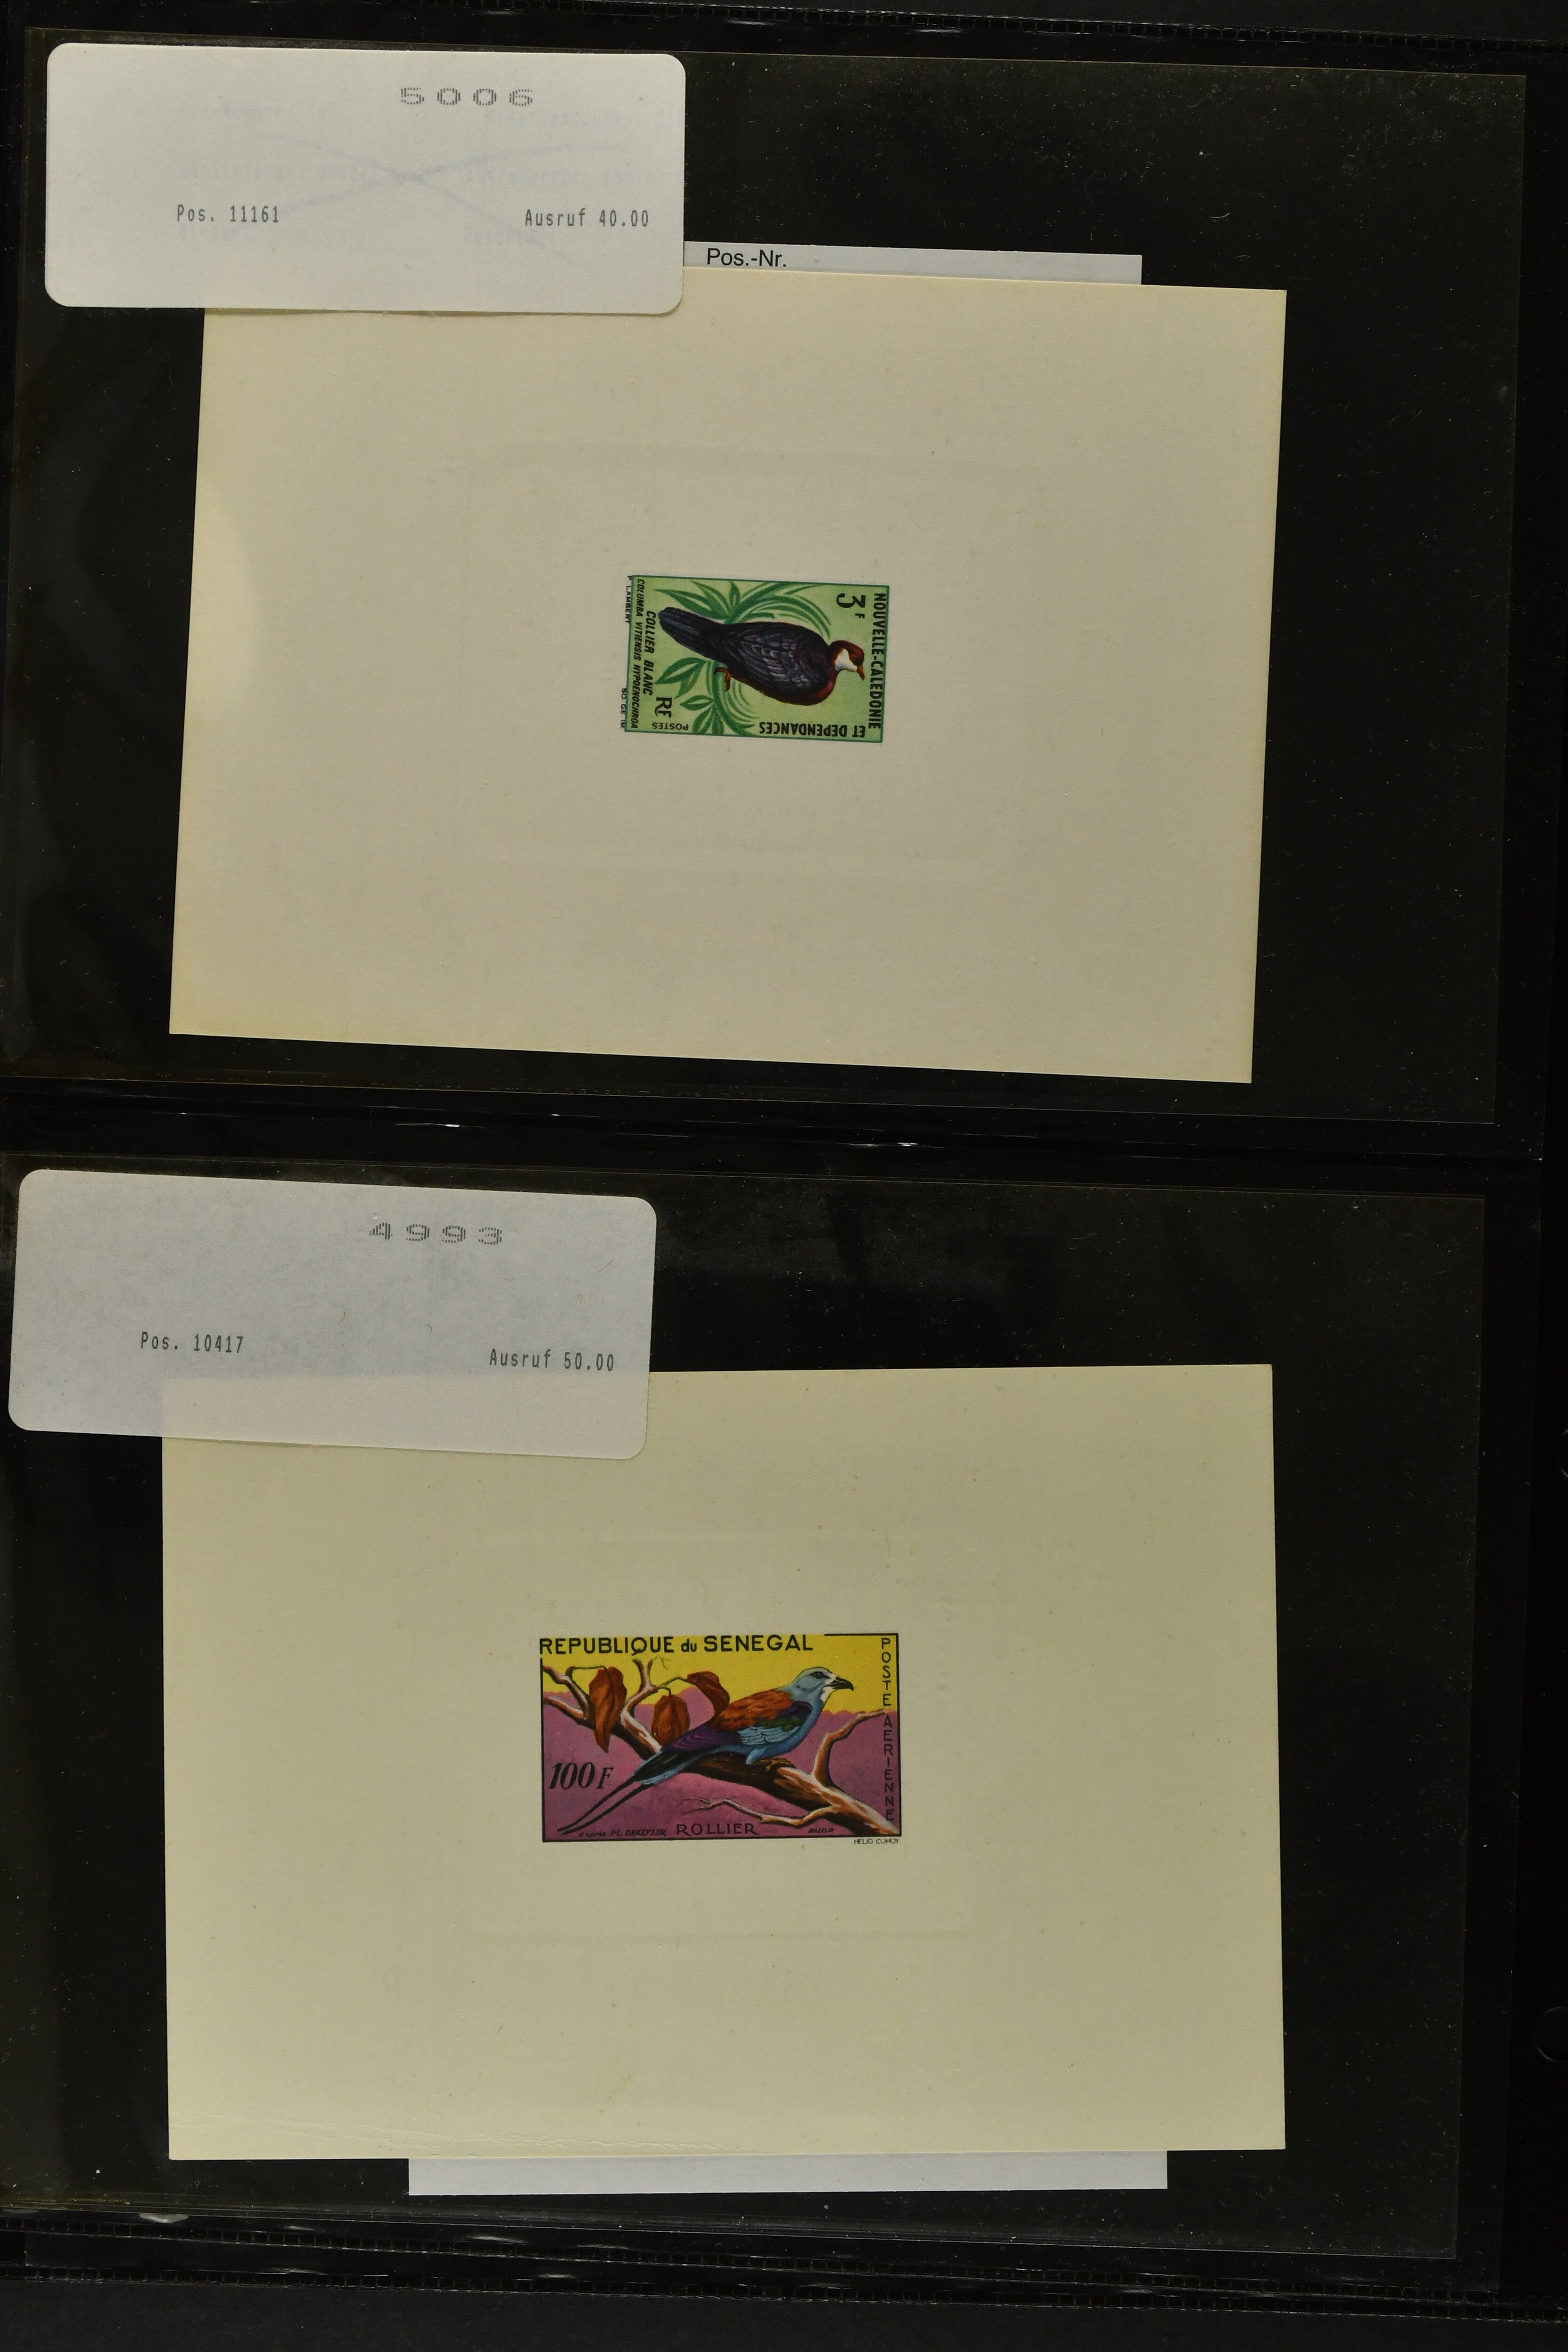 5006
Pos. 11161 Ausruf 40.00
Pos.-Nr.
NOUVELLE-CALEDONIE
ET DEPENDANCES
3F
RF
POSTES
COLLIER BLANC
COLUMBA VITIENSIS HYPOENOCHROA
P. LAMBERT
4993
Pos. 10417 Ausruf 50.00
REPUBLIQUE du SENEGAL
POSTE AERIENNE
100F
ROLLIER
HELIO COMOY